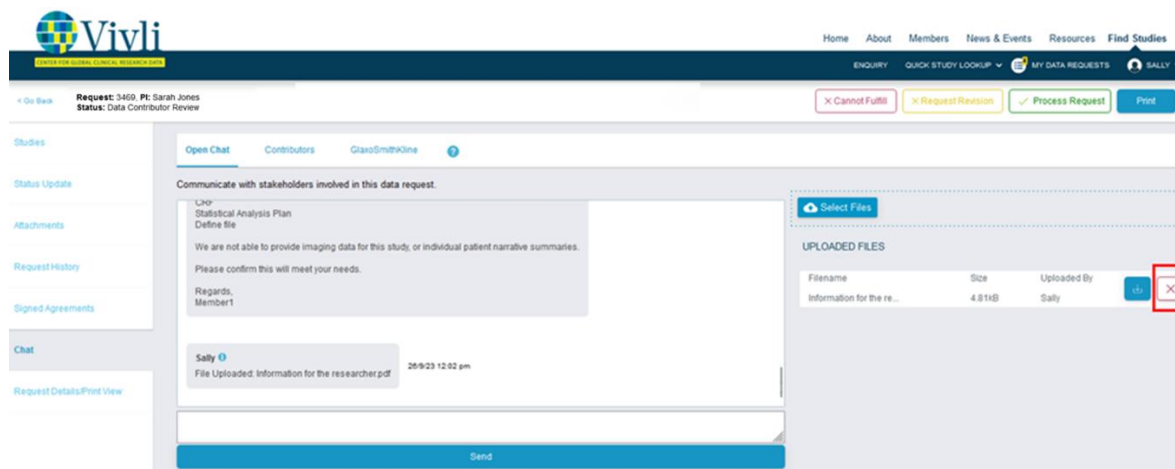 Vivli
CENTER FOR GLOBAL CLINICAL RESEARCH DATA
Home About Members News & Events Resources Find Studies
ENQUIRY QUICK STUDY LOOKUP MY DATA REQUESTS SALLY
< Go Back
Request: 3469, PI: Sarah Jones
Status: Data Contributor Review
× Cannot Fulfill × Request Revision ✓ Process Request Print
Studies
Status Update
Attachments
Request History
Signed Agreements
Chat
Request Details/Print View
Open Chat Contributors GlaxoSmithKline ?
Communicate with stakeholders involved in this data request.
CRF
Statistical Analysis Plan
Define file
We are not able to provide imaging data for this study, or individual patient narrative summaries.
Please confirm this will meet your needs.
Regards,
Member1
Sally
File Uploaded: Information for the researcher.pdf
26/9/23 12:02 pm
Send
Select Files
UPLOADED FILES
Filename Size Uploaded By
Information for the re... 4.81kB Sally